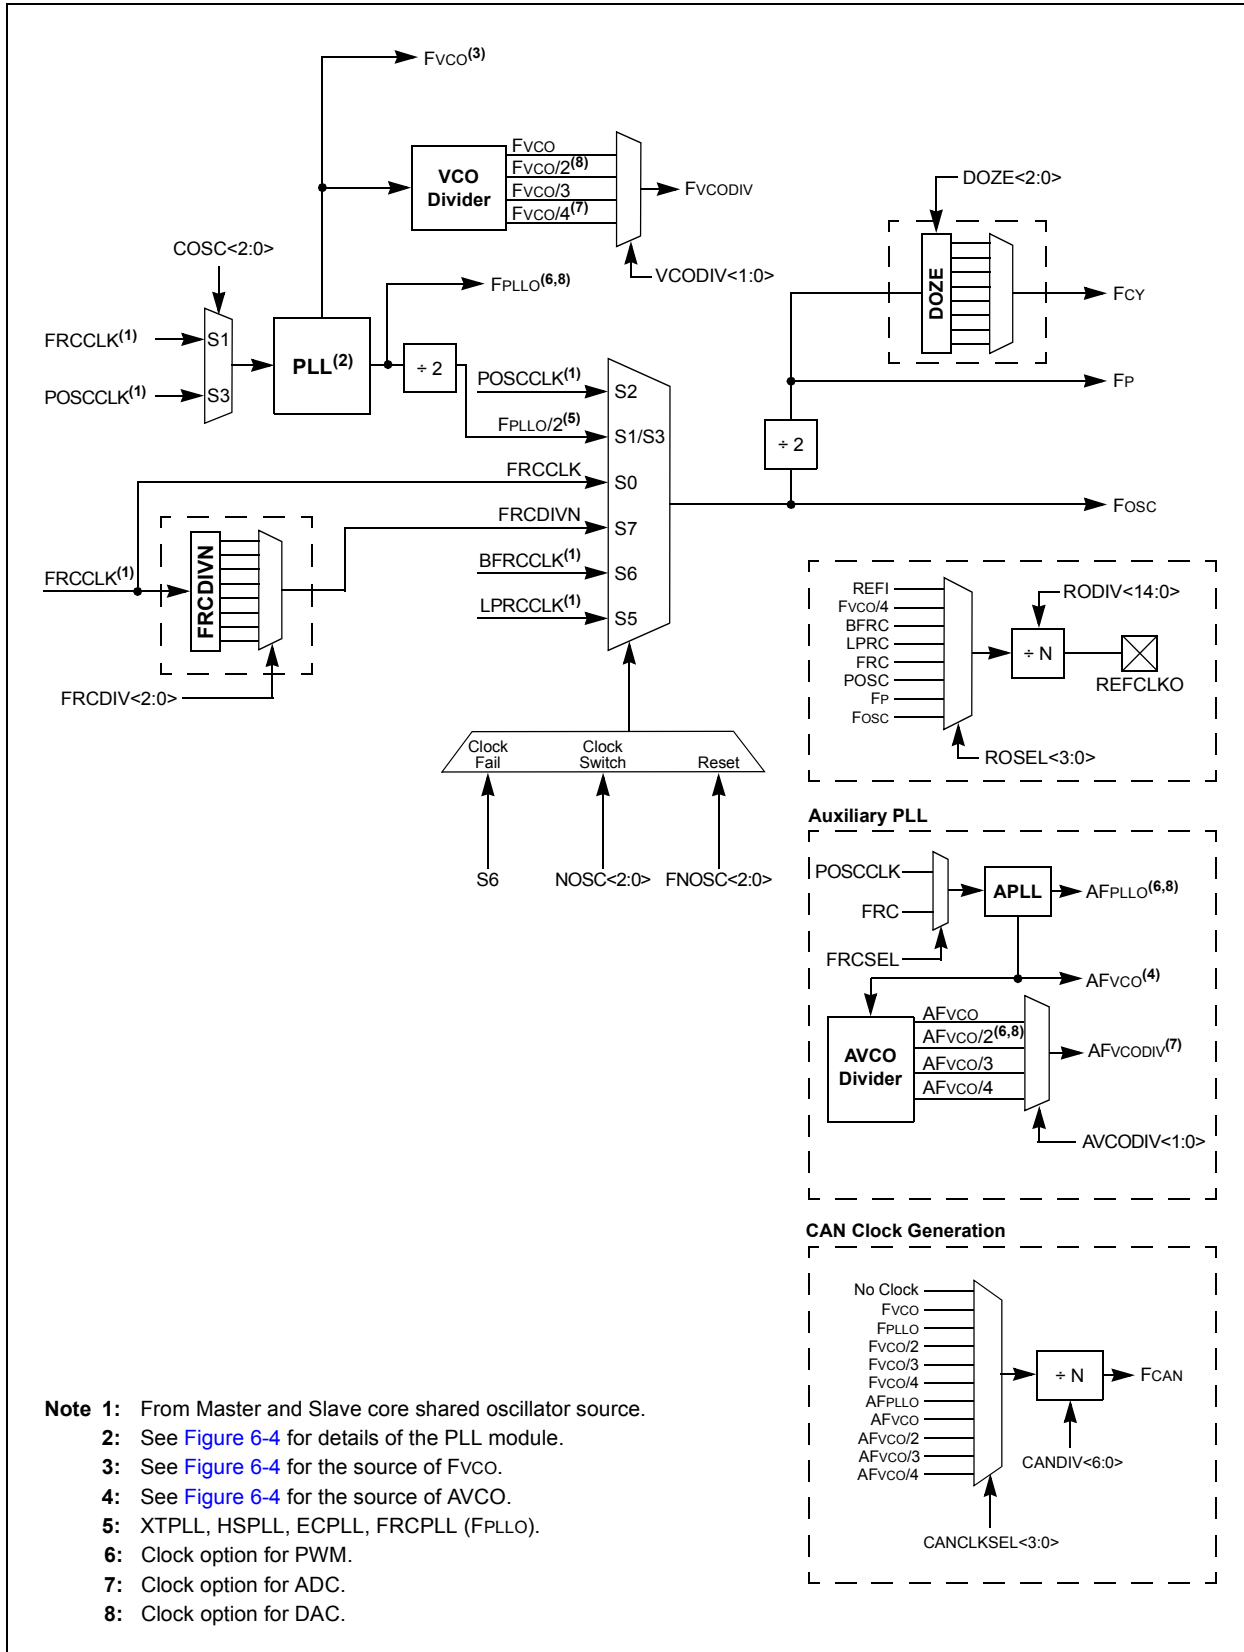 FVCO(3)
VCO
Divider
FVCO
FVCO/2(8)
FVCO/3
FVCO/4(7)
FVCODIV
VCODIV<1:0>
COSC<2:0>
FRCCLK(1)
POSCCLK(1)
S1
S3
PLL(2)
FPLLO(6,8)
÷ 2
POSCCLK(1)
FPLLO/2(5)
FRCCLK
FRCDIVN
BFRCCLK(1)
LPRCCLK(1)
S2
S1/S3
S0
S7
S6
S5
FRCCLK(1)
FRCDIVN
FRCDIV<2:0>
Clock
Fail
Clock
Switch
Reset
S6
NOSC<2:0>
FNOSC<2:0>
DOZE<2:0>
DOZE
FCY
FP
÷ 2
FOSC
REFI
FVCO/4
BFRC
LPRC
FRC
POSC
FP
FOSC
RODIV<14:0>
÷ N
REFCLKO
ROSEL<3:0>
Auxiliary PLL
POSCCLK
FRC
FRCSEL
APLL
AFPLLO(6,8)
AFVCO(4)
AVCO
Divider
AFVCO
AFVCO/2(6,8)
AFVCO/3
AFVCO/4
AFVCODIV(7)
AVCODIV<1:0>
CAN Clock Generation
No Clock
FVCO
FPLLO
FVCO/2
FVCO/3
FVCO/4
AFPLLO
AFVCO
AFVCO/2
AFVCO/3
AFVCO/4
÷ N
FCAN
CANDIV<6:0>
CANCLKSEL<3:0>
Note 1: From Master and Slave core shared oscillator source.
2: See Figure 6-4 for details of the PLL module.
3: See Figure 6-4 for the source of FVCO.
4: See Figure 6-4 for the source of AVCO.
5: XTPLL, HSPLL, ECPLL, FRCPLL (FPLLO).
6: Clock option for PWM.
7: Clock option for ADC.
8: Clock option for DAC.